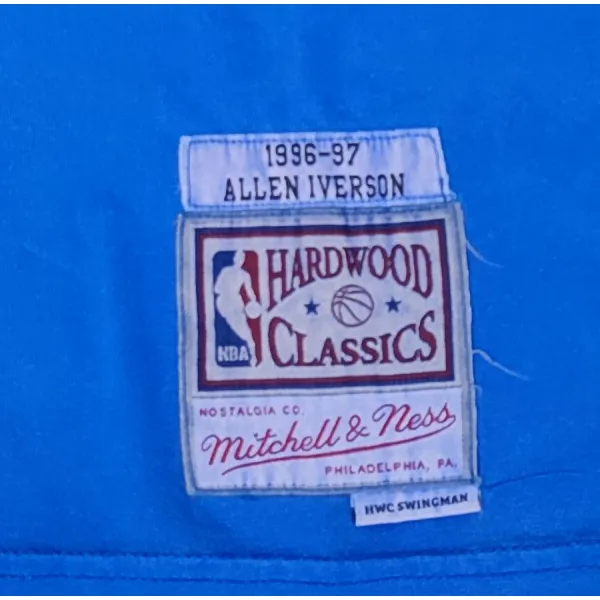 1996-97
ALLEN IVERSON
HARDWOOD
NBA
CLASSICS
NOSTALGIA CO.
Mitchell & Ness
PHILADELPHIA, PA.
HWC SWINGMAN